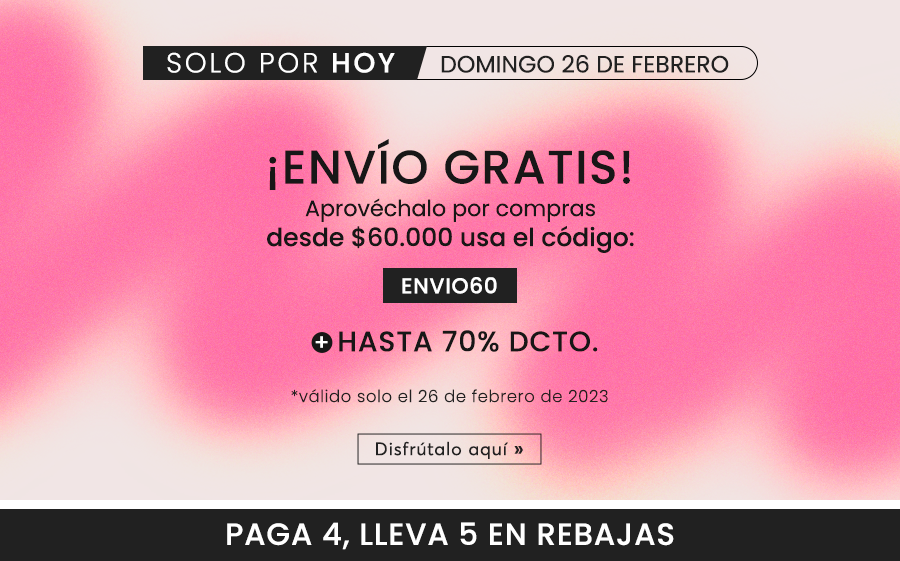 SOLO POR HOY DOMINGO 26 DE FEBRERO
¡ENVÍO GRATIS!
Aprovéchalo por compras
desde $60.000 usa el código:
ENVIO60
+ HASTA 70% DCTO.
*válido solo el 26 de febrero de 2023
Disfrútalo aquí »
PAGA 4, LLEVA 5 EN REBAJAS